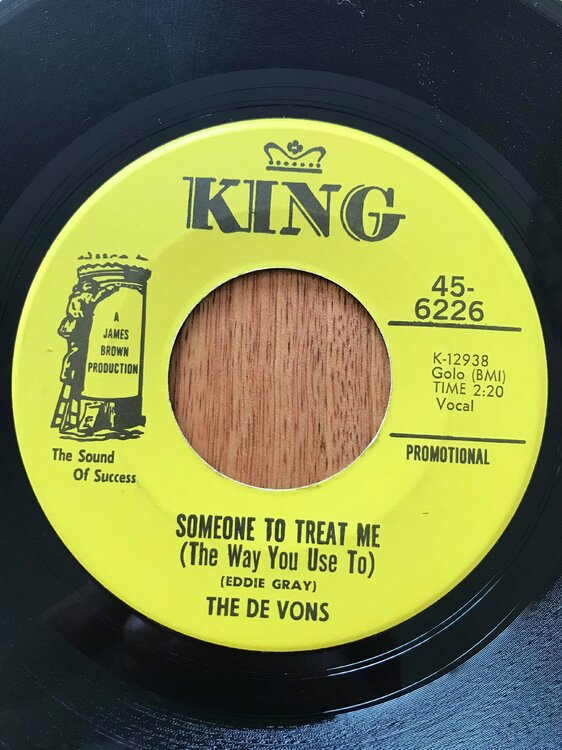 KING
A
JAMES
BROWN
PRODUCTION
The Sound
Of Success
45-
6226
K-12938
Golo (BMI)
TIME 2:20
Vocal
PROMOTIONAL
SOMEONE TO TREAT ME
(The Way You Use To)
(EDDIE GRAY)
THE DE VONS